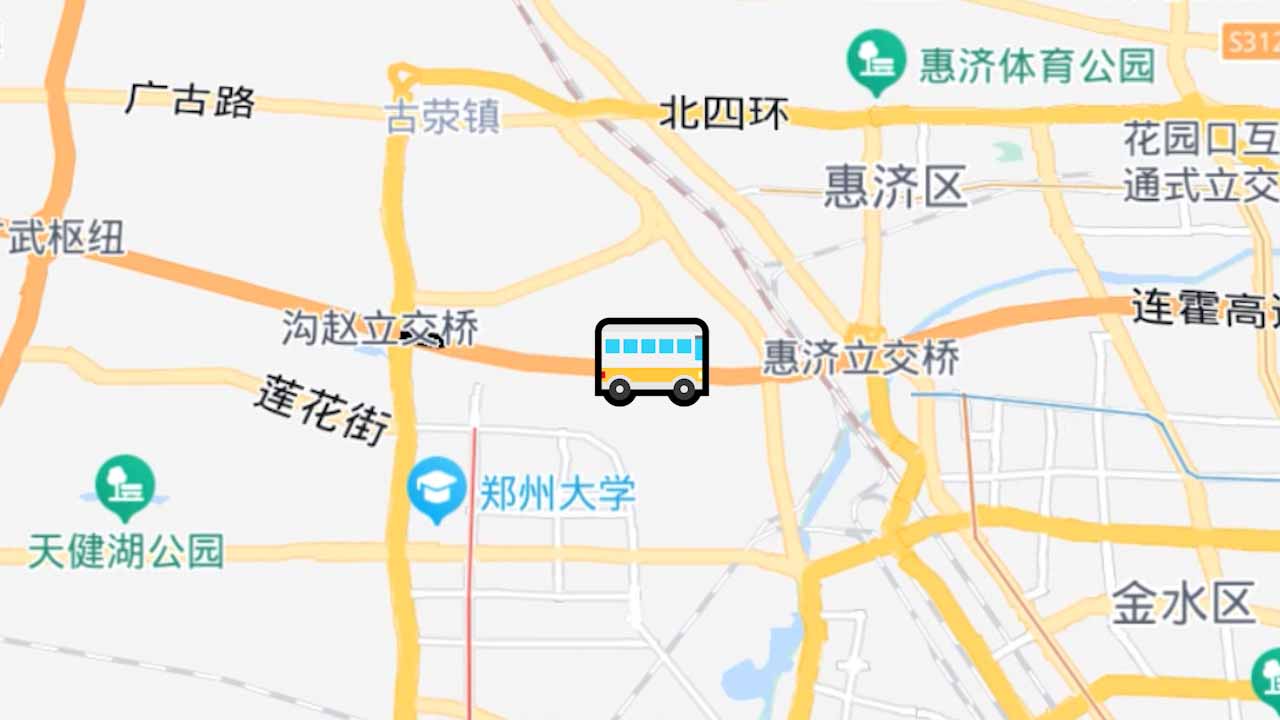 S312
惠济体育公园
广古路
古荥镇
北四环
花园口互
通式立交
惠济区
武枢纽
连霍高
沟赵立交桥
惠济立交桥
莲花街
郑州大学
天健湖公园
金水区